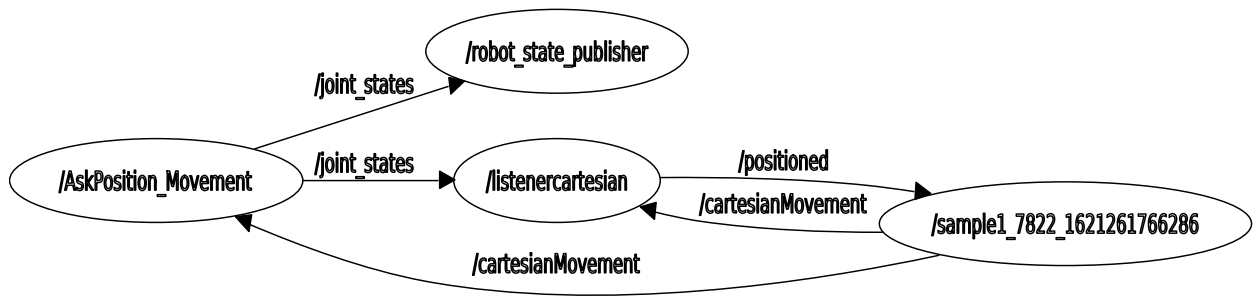 /robot_state_publisher
/joint_states
/joint_states
/AskPosition_Movement
/listenercartesian
/positioned
/cartesianMovement
/sample1_7822_1621261766286
/cartesianMovement